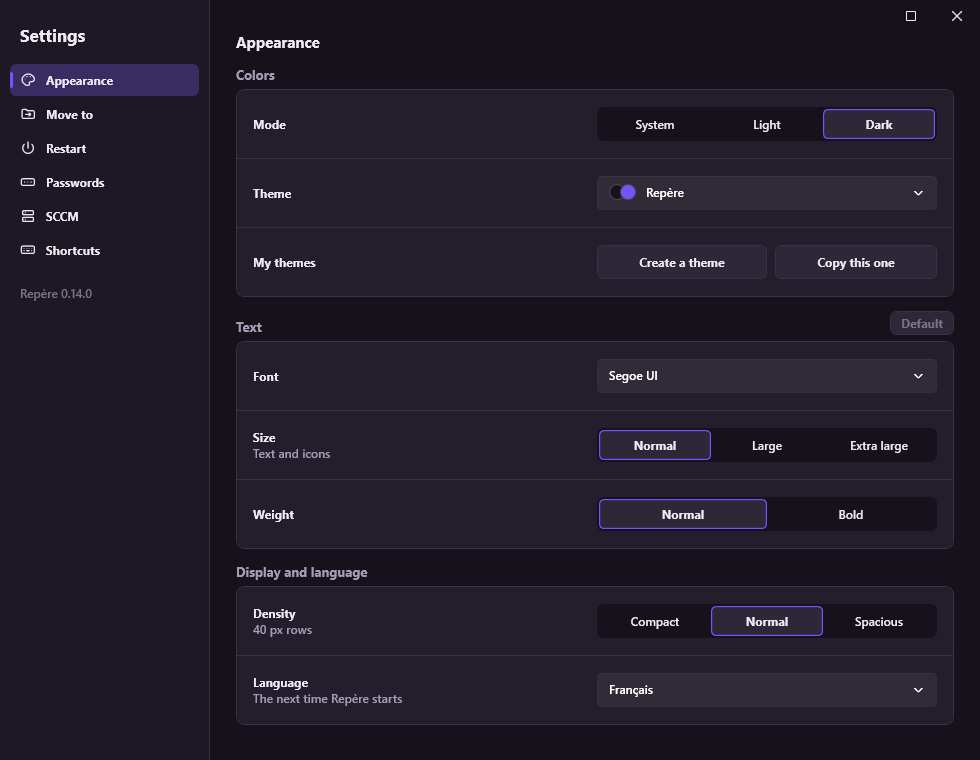 Settings
Appearance
Move to
Restart
Passwords
SCCM
Shortcuts
Repère 0.14.0
Appearance
Colors
Mode
System
Light
Dark
Theme
Repère
My themes
Create a theme
Copy this one
Text
Default
Font
Segoe UI
Size
Text and icons
Normal
Large
Extra large
Weight
Normal
Bold
Display and language
Density
40 px rows
Compact
Normal
Spacious
Language
The next time Repère starts
Français